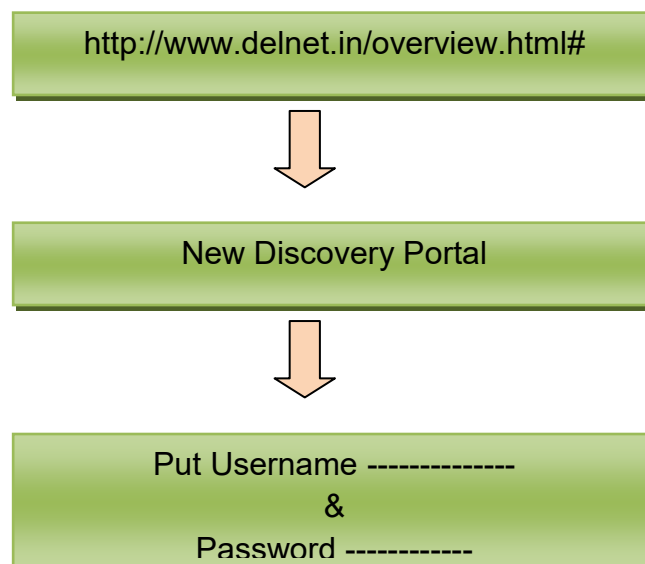 http://www.delnet.in/overview.html#
New Discovery Portal
Put Username --------------
&
Password ------------